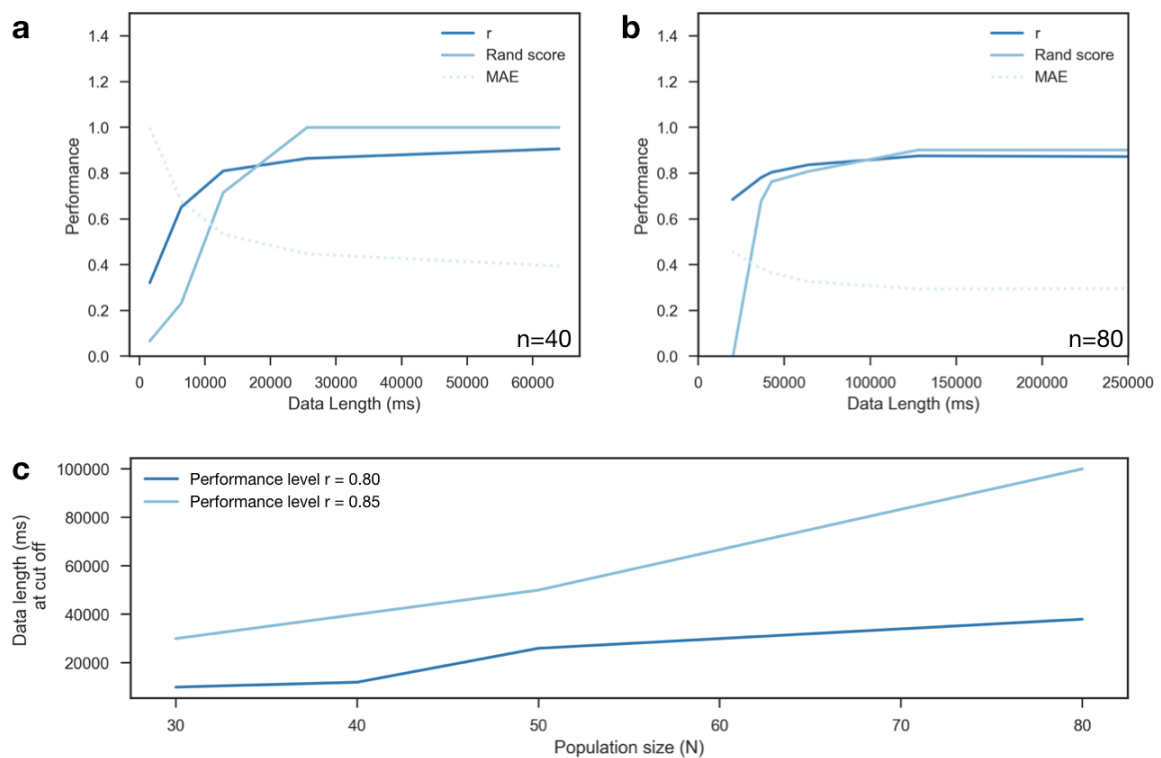 a
1.4
1.2
1.0
0.8
0.6
0.4
0.2
0.0
Performance
r
Rand score
MAE
n=40
0 10000 20000 30000 40000 50000 60000
Data Length (ms)
b
1.4
1.2
1.0
0.8
0.6
0.4
0.2
0.0
Performance
r
Rand score
MAE
n=80
0 50000 100000 150000 200000 250000
Data Length (ms)
c
100000
80000
60000
40000
20000
Data length (ms)
at cut off
Performance level r = 0.80
Performance level r = 0.85
30 40 50 60 70 80
Population size (N)